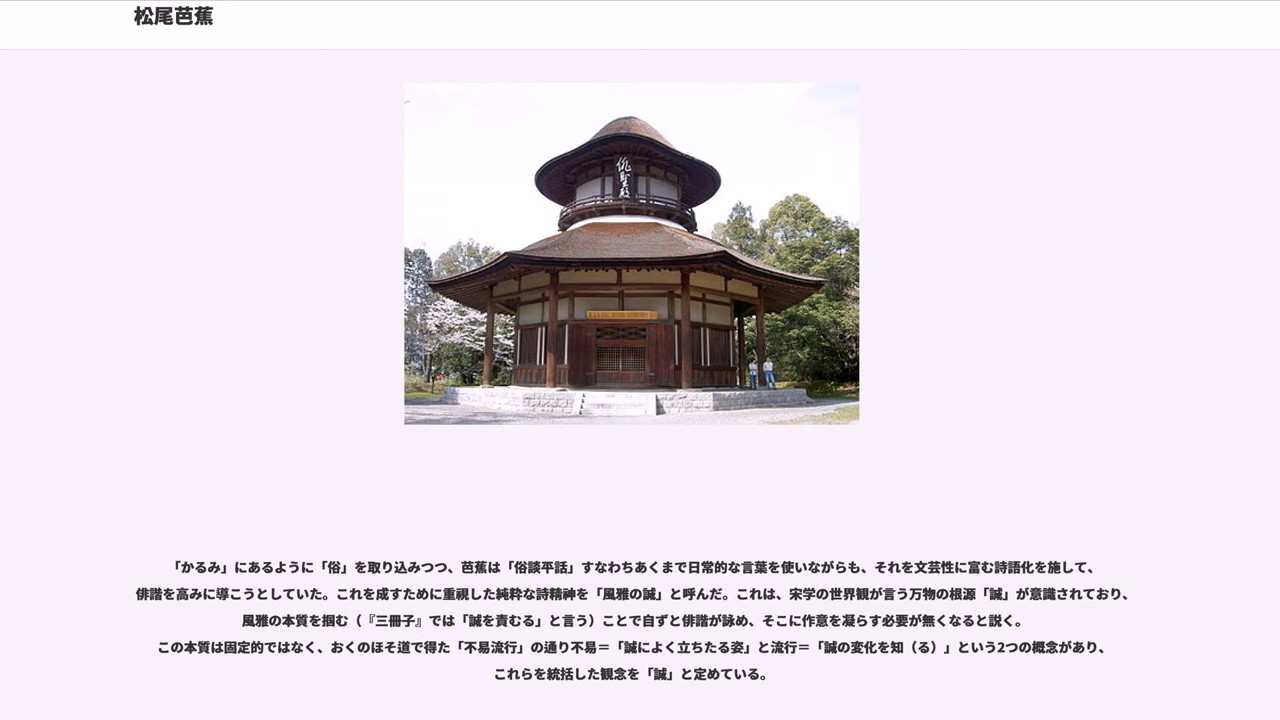 松尾芭蕉
俳聖殿
「かるみ」にあるように「俗」を取り込みつつ、芭蕉は「俗談平話」すなわちあくまで日常的な言葉を使いながらも、それを文芸性に富む詩語化を施して、
俳諧を高みに導こうとしていた。これを成すために重視した純粋な詩精神を「風雅の誠」と呼んだ。これは、宋学の世界観が言う万物の根源「誠」が意識されており、
風雅の本質を掴む（『三冊子』では「誠を責むる」と言う）ことで自ずと俳諧が詠め、そこに作意を凝らす必要が無くなると説く。
この本質は固定的ではなく、おくのほそ道で得た「不易流行」の通り不易＝「誠によく立ちたる姿」と流行＝「誠の変化を知（る）」という2つの概念があり、
これらを統括した観念を「誠」と定めている。